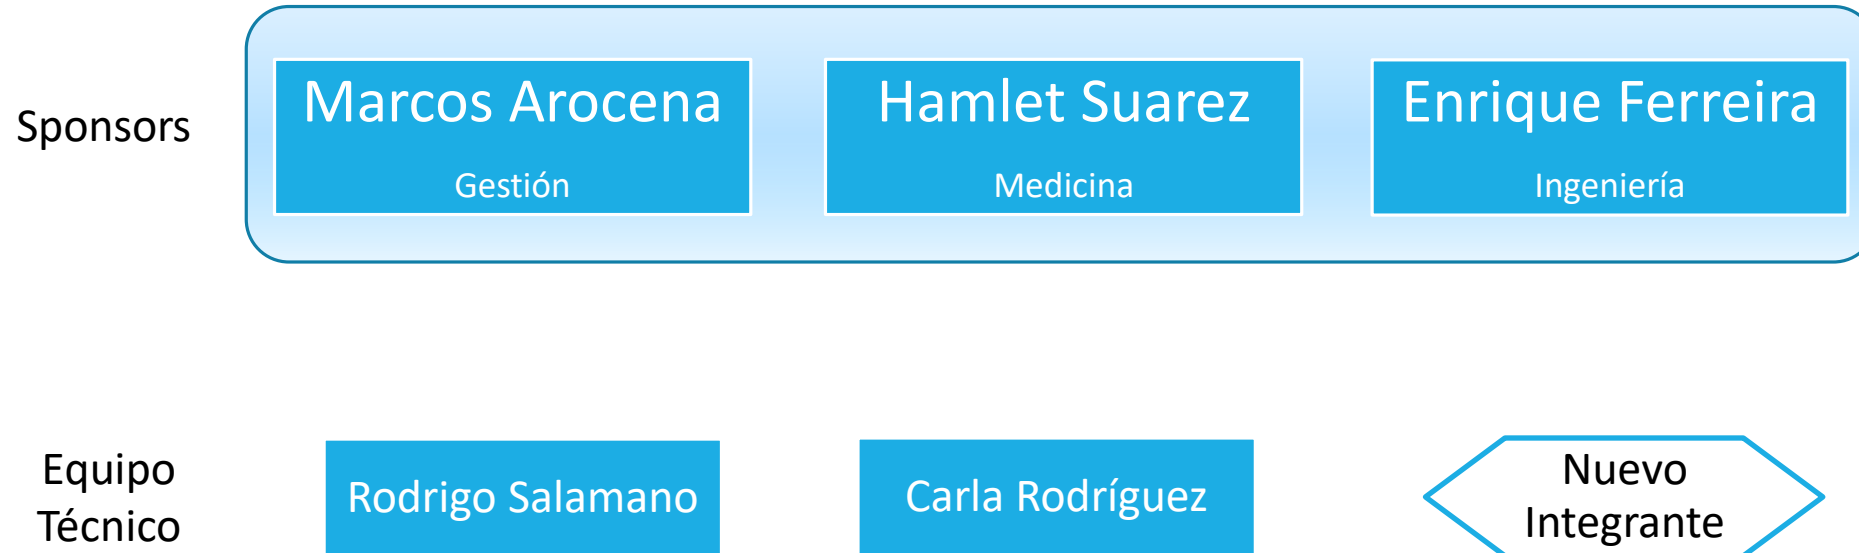 Sponsors
Marcos Arocena
Gestión
Hamlet Suarez
Medicina
Enrique Ferreira
Ingeniería
Equipo
Técnico
Rodrigo Salamano
Carla Rodríguez
Nuevo
Integrante